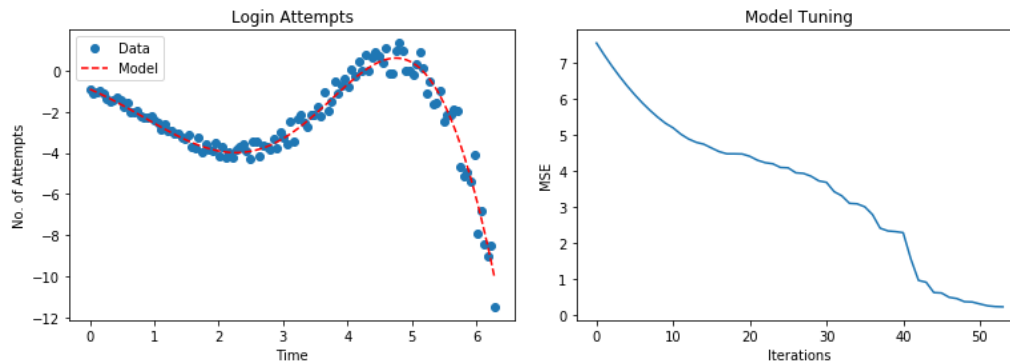 Login Attempts
Data
Model
No. of Attempts
0
−2
−4
−6
−8
−10
−12
0 1 2 3 4 5 6
Time
Model Tuning
MSE
7
6
5
4
3
2
1
0
0 10 20 30 40 50
Iterations